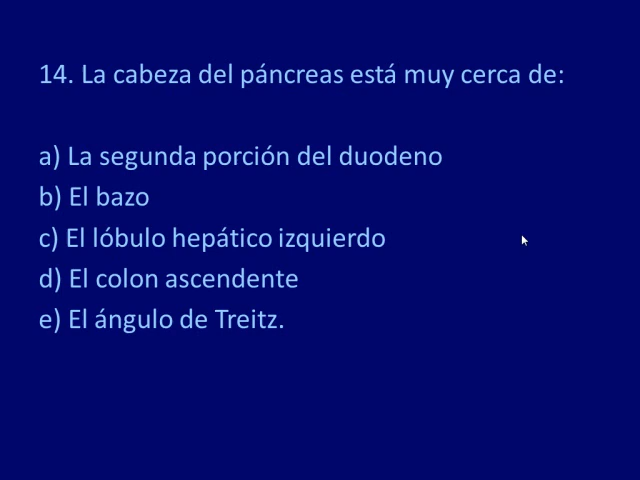 14. La cabeza del páncreas está muy cerca de:
a) La segunda porción del duodeno
b) El bazo
c) El lóbulo hepático izquierdo
d) El colon ascendente
e) El ángulo de Treitz.